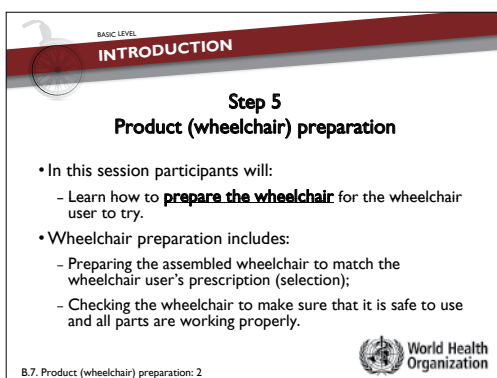 BASIC LEVEL
INTRODUCTION
Step 5
Product (wheelchair) preparation
• In this session participants will:
– Learn how to prepare the wheelchair for the wheelchair
user to try.
• Wheelchair preparation includes:
– Preparing the assembled wheelchair to match the
wheelchair user's prescription (selection);
– Checking the wheelchair to make sure that it is safe to use
and all parts are working properly.
World Health
Organization
B.7. Product (wheelchair) preparation: 2